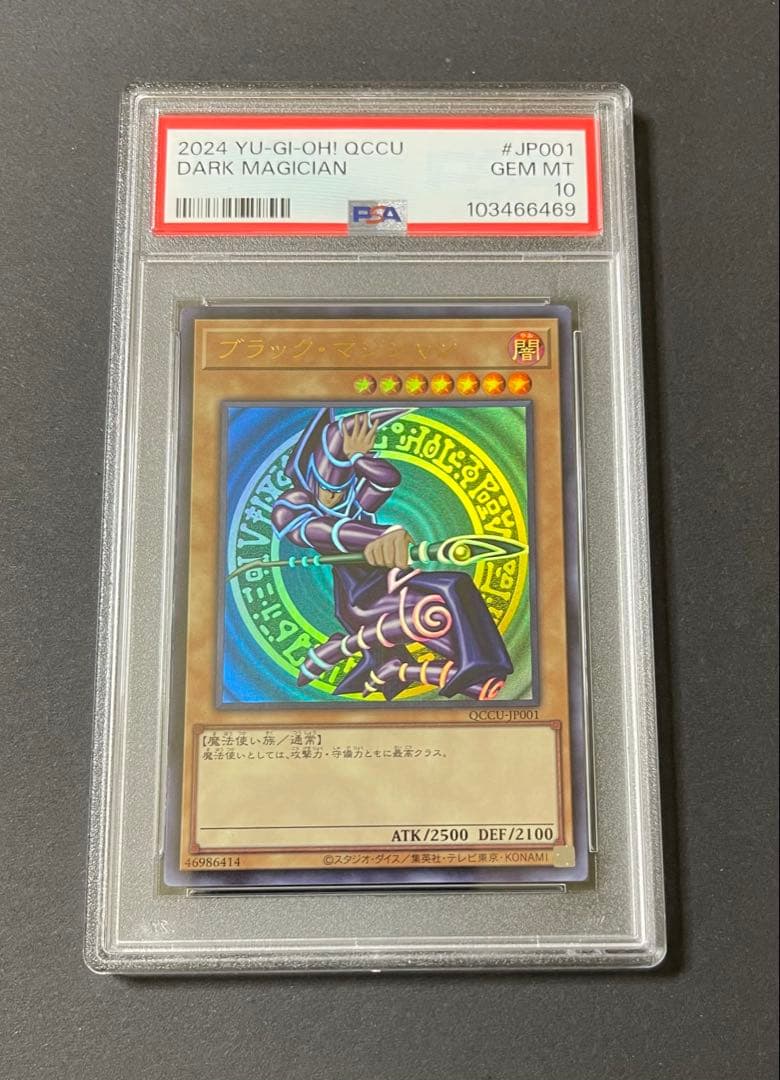 2024 YU-GI-OH! QCCU #JP001
DARK MAGICIAN GEM MT
10
PSA 103466469
ブラック・マジシャン
闇
QCCU-JP001
【魔法使い族/通常】
魔法使いとしては、攻撃力・守備力ともに最高クラス。
ATK/2500 DEF/2100
46986414 ©スタジオ・ダイス/集英社・テレビ東京・KONAMI